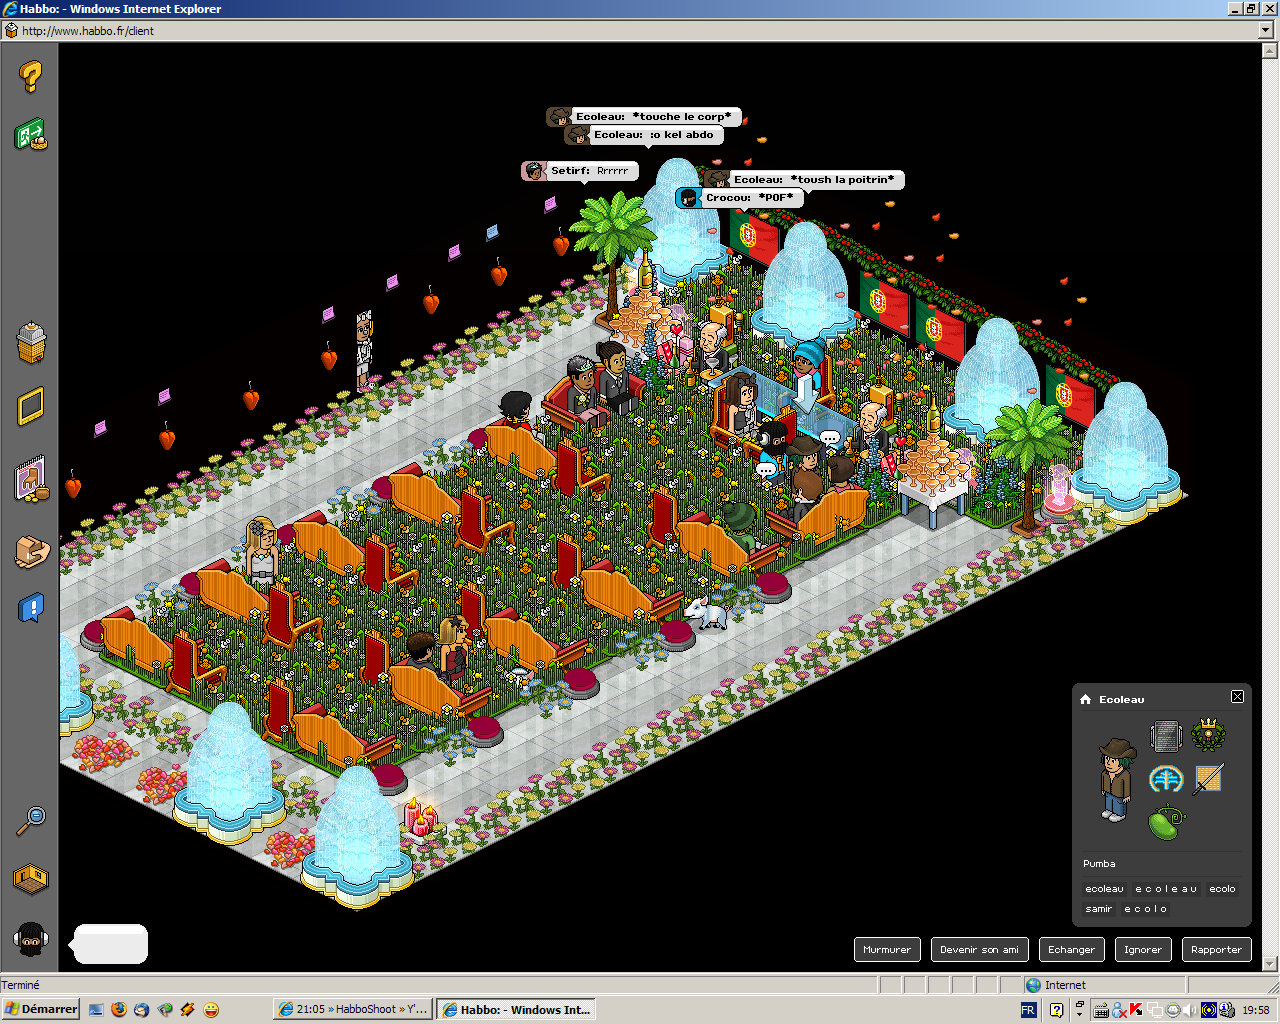 Habbo: - Windows Internet Explorer
http://www.habbo.fr/client
Ecoleau: *touche le corp*
Ecoleau: :o kel abdo
Setirf: Rrrrrr
Ecoleau: *toush la poitrin*
Crocou: *POF*
Ecoleau
Pumba
ecoleau e c o l e a u ecolo
samir e c o l o
Murmurer Devenir son ami Echanger Ignorer Rapporter
Terminé Internet
Démarrer 21:05 » HabboShoot » Y'... Habbo: - Windows Int... FR 19:58